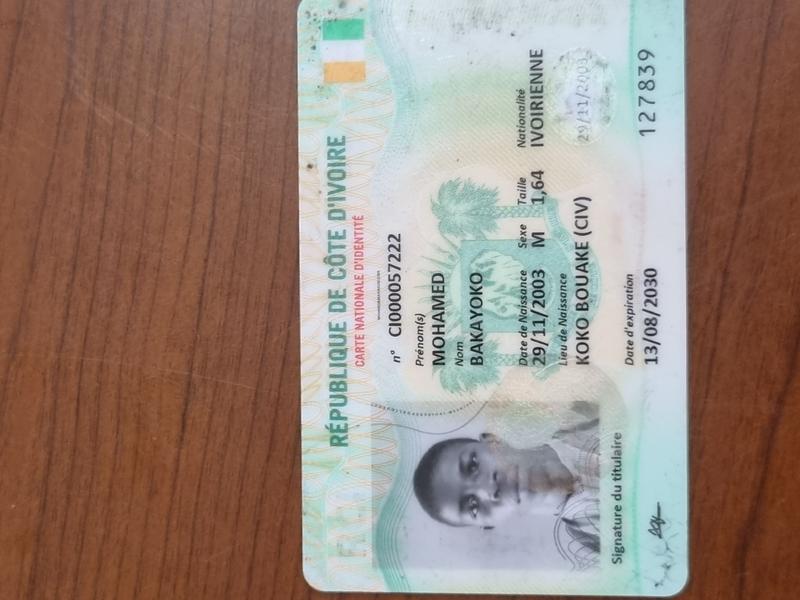 RÉPUBLIQUE DE CÔTE D'IVOIRE
CARTE NATIONALE D'IDENTITÉ
n° CI000057222
Prénom(s)
MOHAMED
Nom
BAKAYOKO
Date de Naissance Sexe Taille Nationalité
29/11/2003 M 1,64 IVOIRIENNE
Lieu de Naissance
KOKO BOUAKE (CIV)
29/11/2003
Date d'expiration
13/08/2030
127839
Signature du titulaire